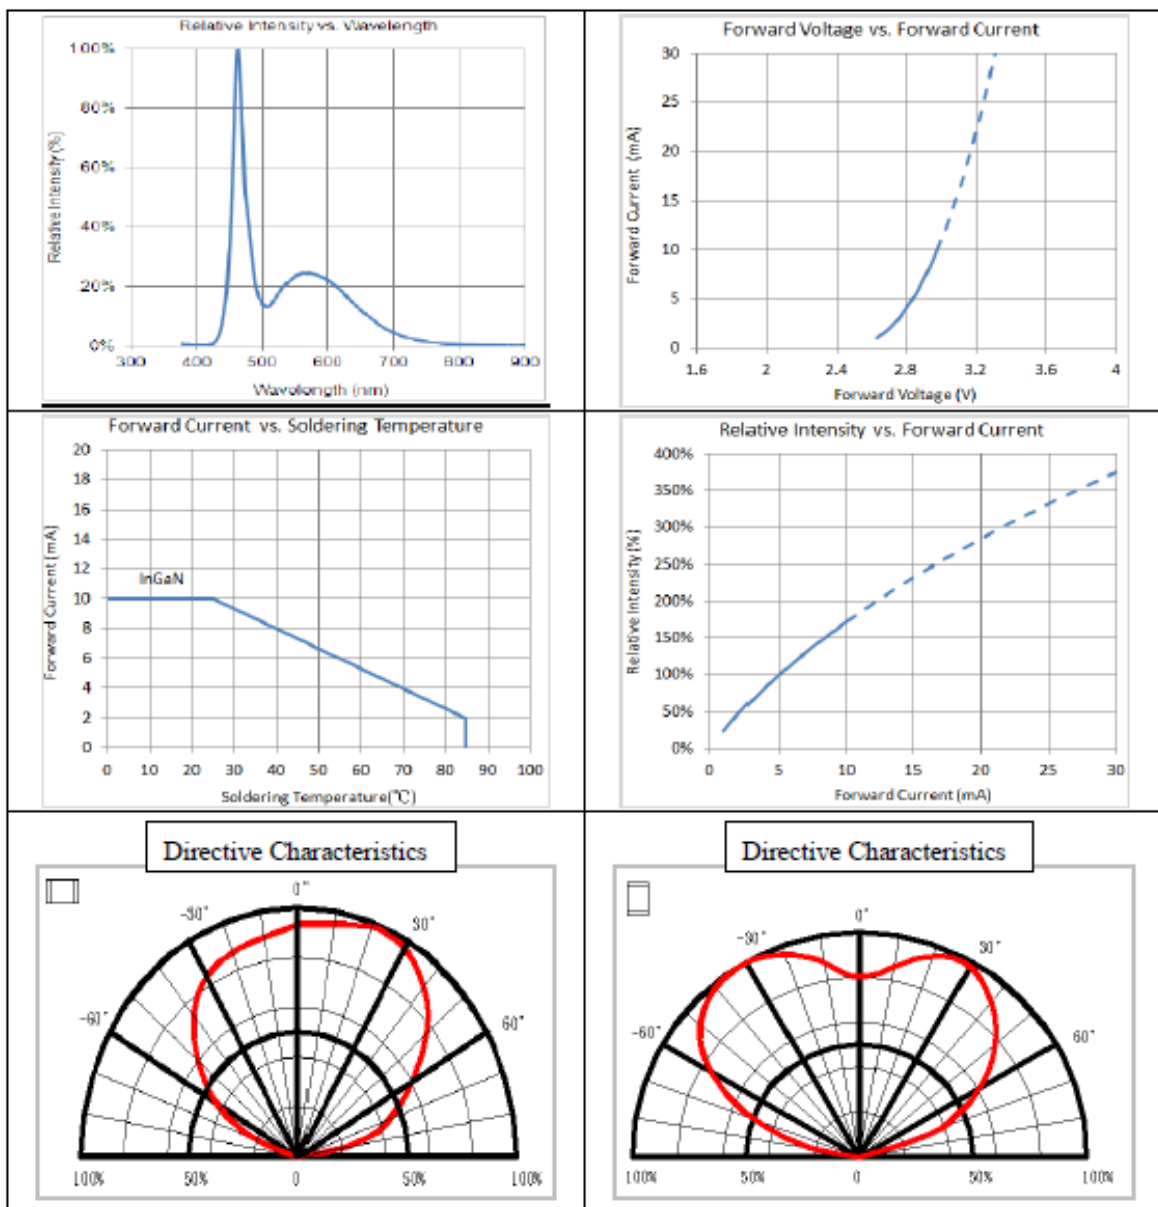 Relative Intensity vs. Wavelength
100%
80%
60%
40%
20%
0%
Relative Intensity (%)
300 400 500 600 700 800 900
Wavelength (nm)
Forward Voltage vs. Forward Current
30
25
20
15
10
5
0
Forward Current (mA)
1.6 2 2.4 2.8 3.2 3.6 4
Forward Voltage (V)
Forward Current vs. Soldering Temperature
20
18
16
14
12
10
8
6
4
2
0
Forward Current (mA)
InGaN
0 10 20 30 40 50 60 70 80 90 100
Soldering Temperature(℃)
Relative Intensity vs. Forward Current
400%
350%
300%
250%
200%
150%
100%
50%
0%
Relative Intensity (%)
0 5 10 15 20 25 30
Forward Current (mA)
Directive Characteristics
0°
-30° 30°
-60° 60°
100% 50% 0 50% 100%
Directive Characteristics
0°
-30° 30°
-60° 60°
100% 50% 0 50% 100%